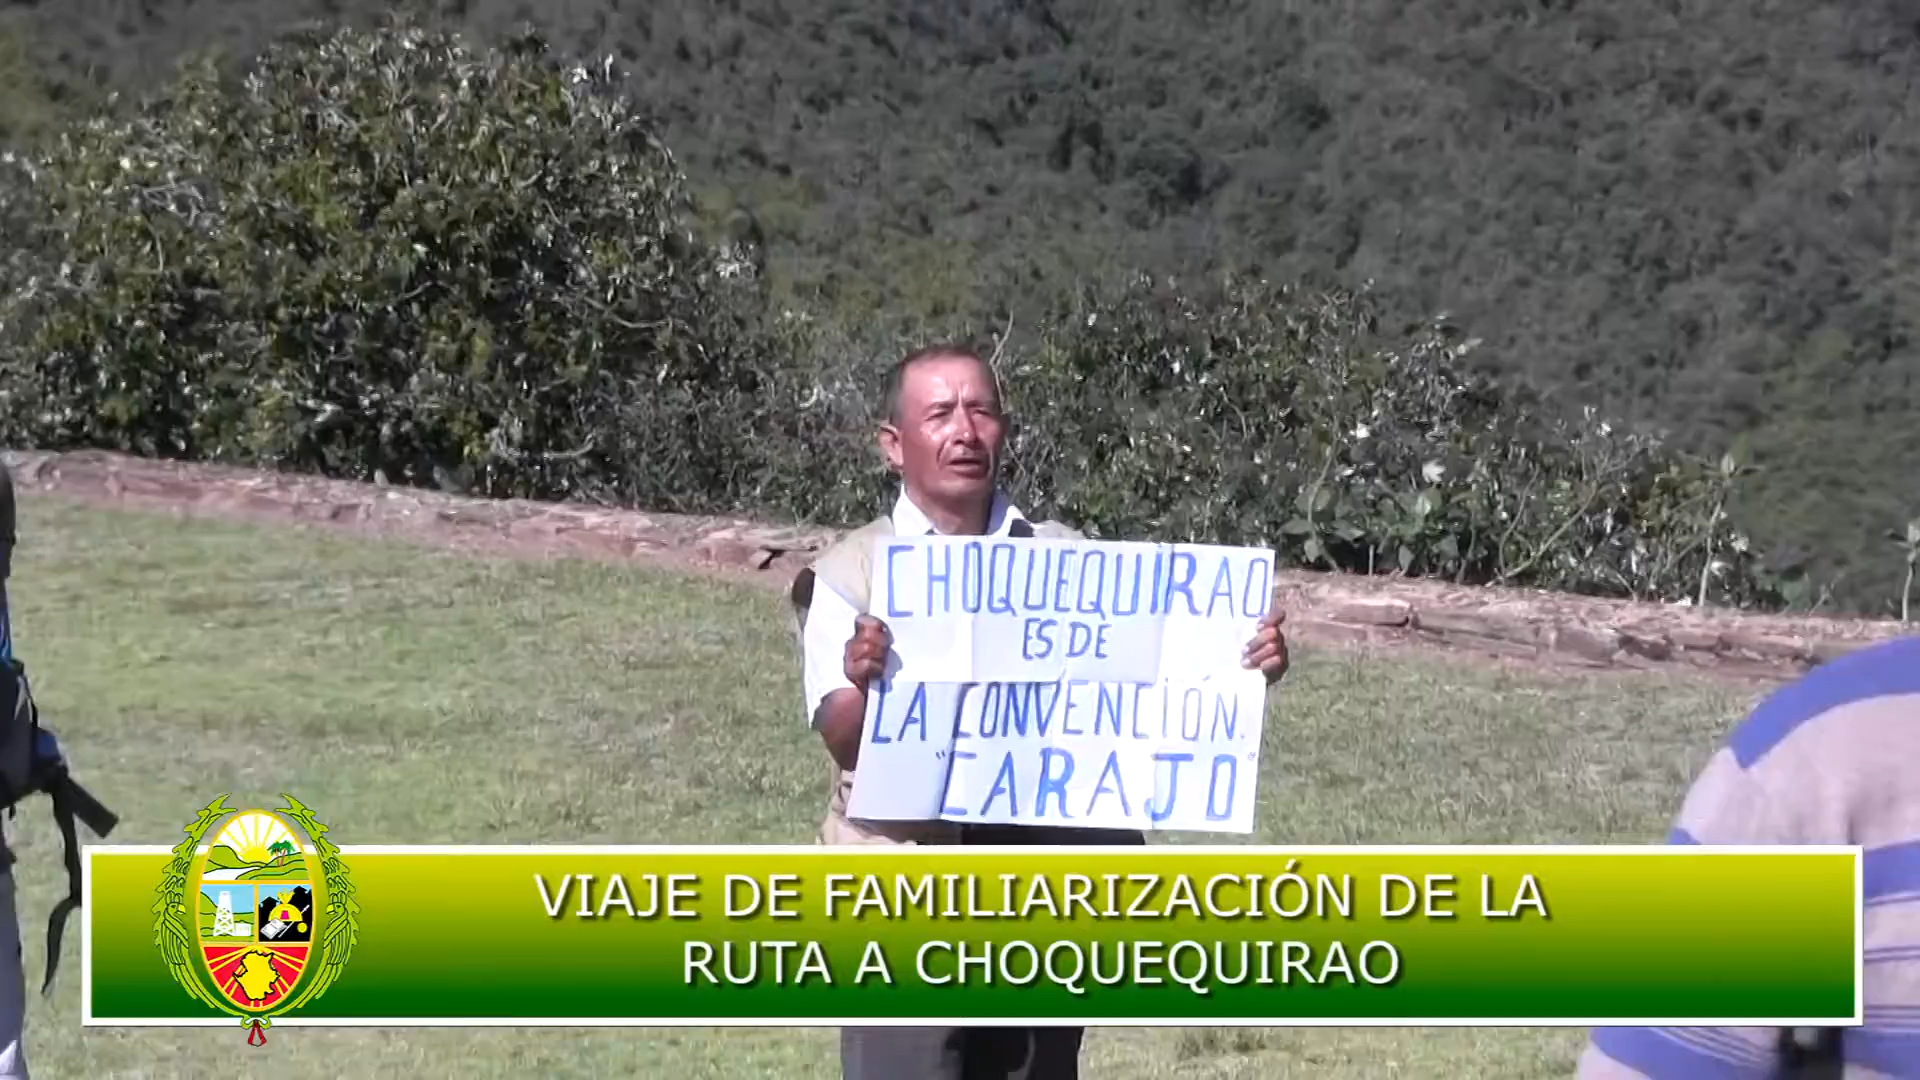 CHOQUEQUIRAO
ES DE
LA CONVENCIÓN.
"CARAJO"
VIAJE DE FAMILIARIZACIÓN DE LA
RUTA A CHOQUEQUIRAO